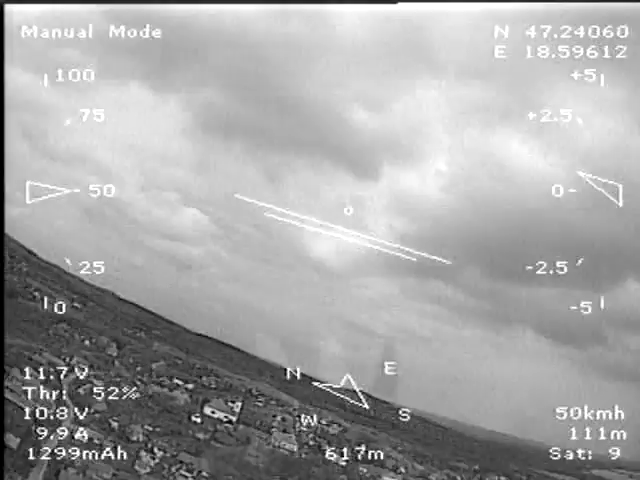 Manual Mode
N 47.24060
E 18.59612
100
75
50
25
0
+5
+2.5
0
-2.5
-5
N
E
W
S
11.7V
Thr: 52%
10.8V
9.9A
1299mAh
617m
50kmh
111m
Sat: 9